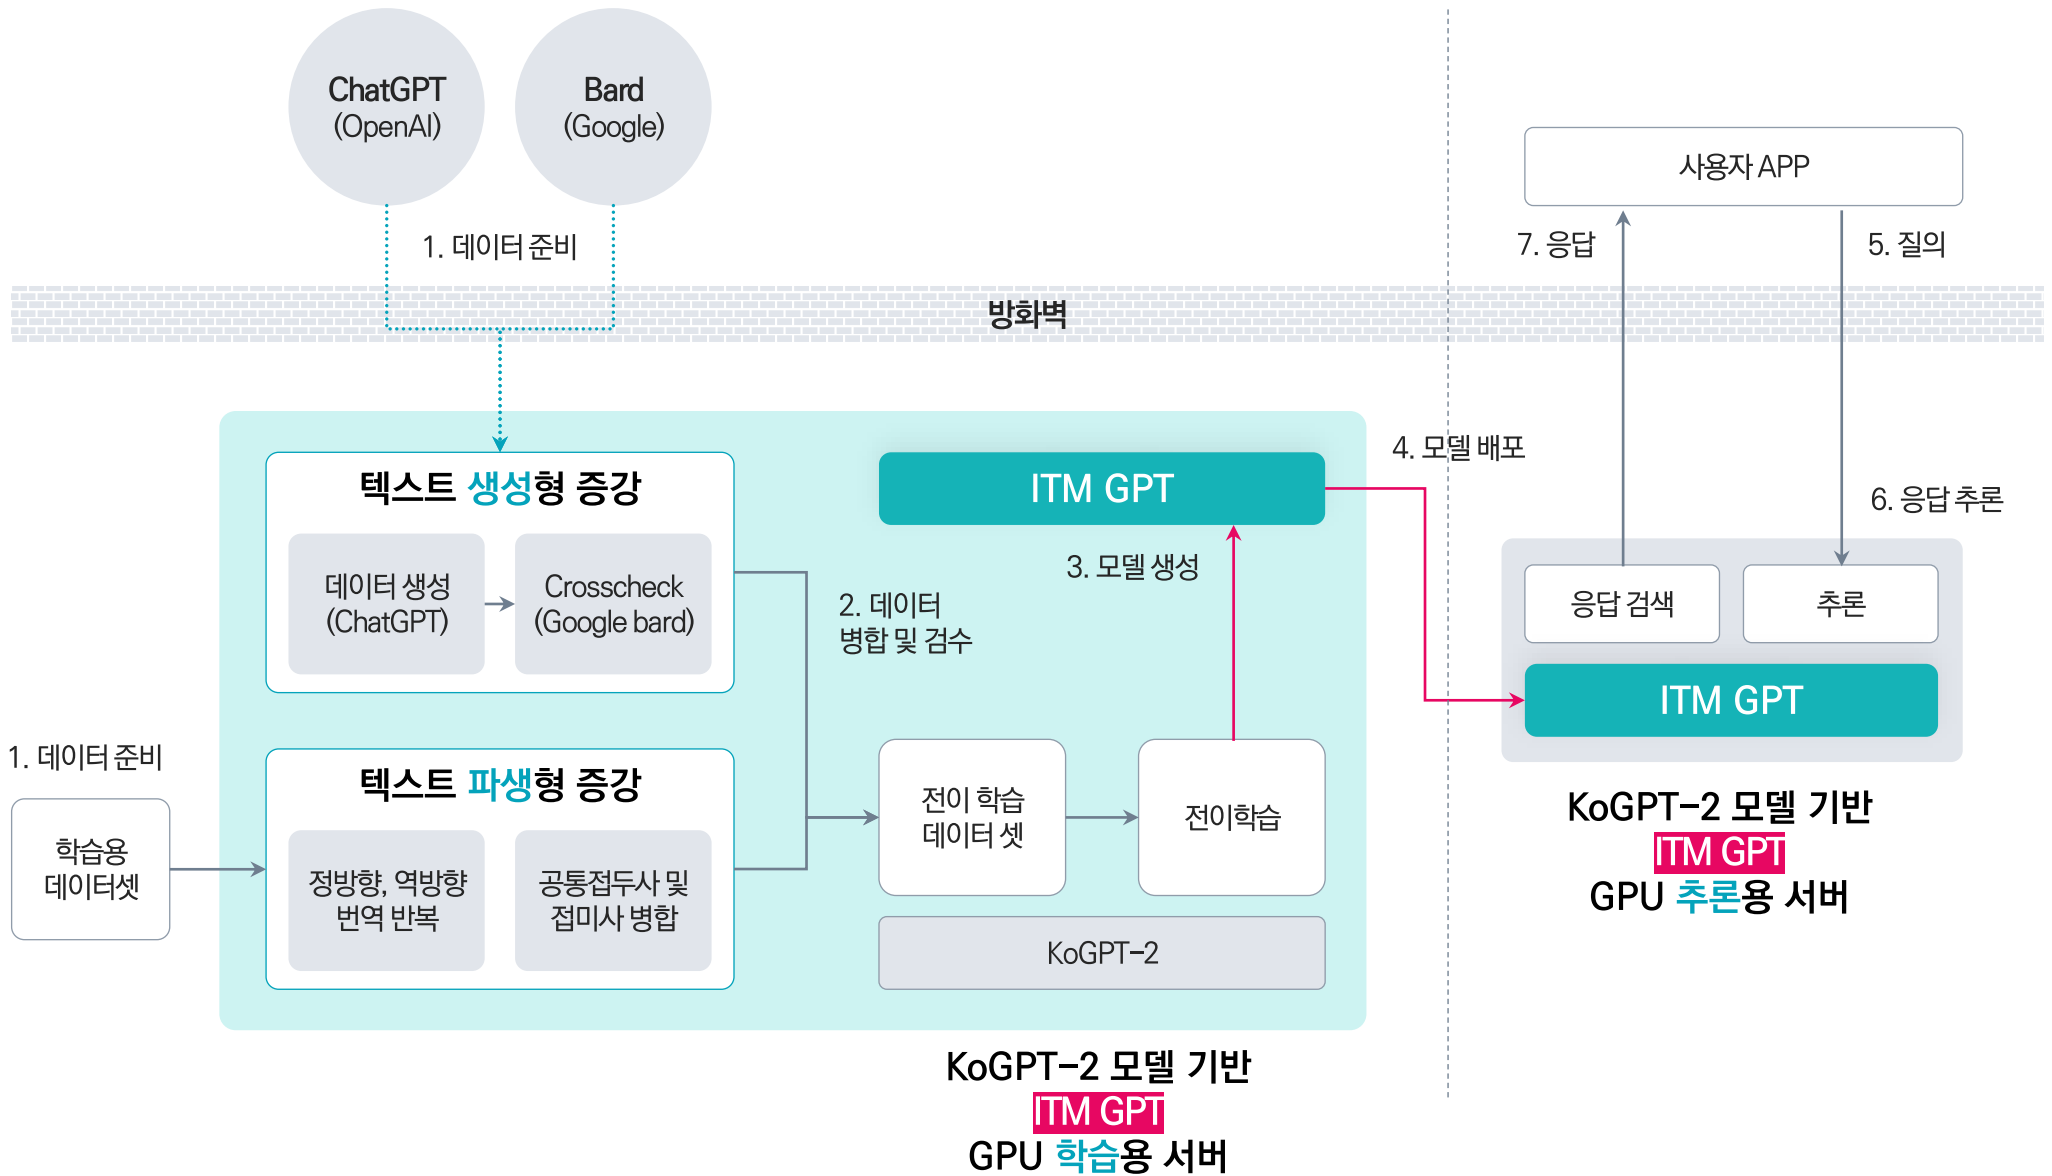 ChatGPT
(OpenAI)
Bard
(Google)
1. 데이터 준비
방화벽
텍스트 생성형 증강
데이터 생성
(ChatGPT)
Crosscheck
(Google bard)
1. 데이터 준비
학습용
데이터셋
텍스트 파생형 증강
정방향, 역방향
번역 반복
공통접두사 및
접미사 병합
2. 데이터
병합 및 검수
전이 학습
데이터 셋
전이학습
KoGPT-2
3. 모델 생성
ITM GPT
KoGPT-2 모델 기반
ITM GPT
GPU 학습용 서버
4. 모델 배포
사용자 APP
7. 응답
5. 질의
6. 응답 추론
응답 검색
추론
ITM GPT
KoGPT-2 모델 기반
ITM GPT
GPU 추론용 서버